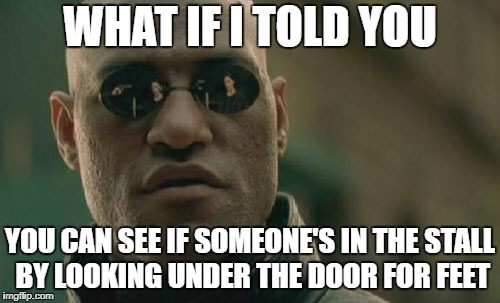 WHAT IF I TOLD YOU
YOU CAN SEE IF SOMEONE'S IN THE STALL
BY LOOKING UNDER THE DOOR FOR FEET
imgflip.com